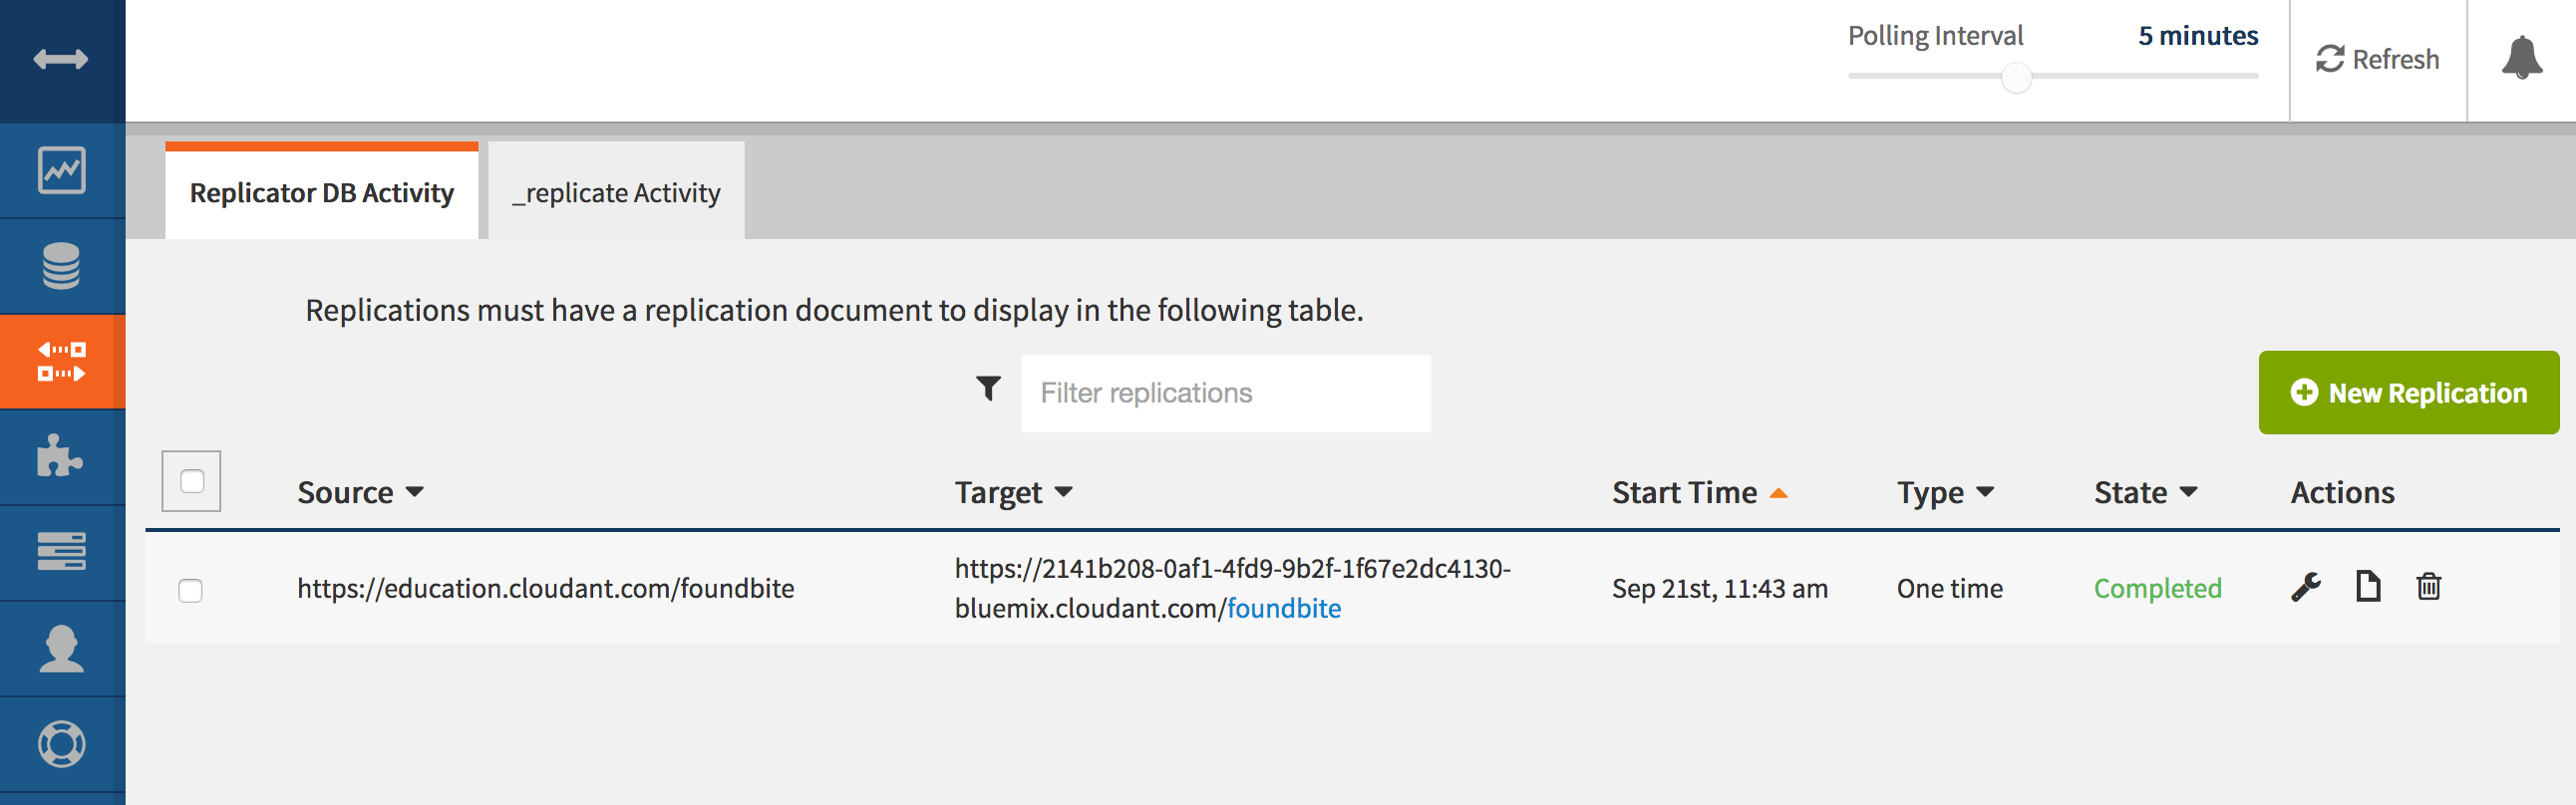 Polling Interval 5 minutes
Refresh
Replicator DB Activity
_replicate Activity
Replications must have a replication document to display in the following table.
Filter replications
New Replication
Source Target Start Time Type State Actions
https://education.cloudant.com/foundbite
https://2141b208-0af1-4fd9-9b2f-1f67e2dc4130-
bluemix.cloudant.com/foundbite
Sep 21st, 11:43 am
One time
Completed